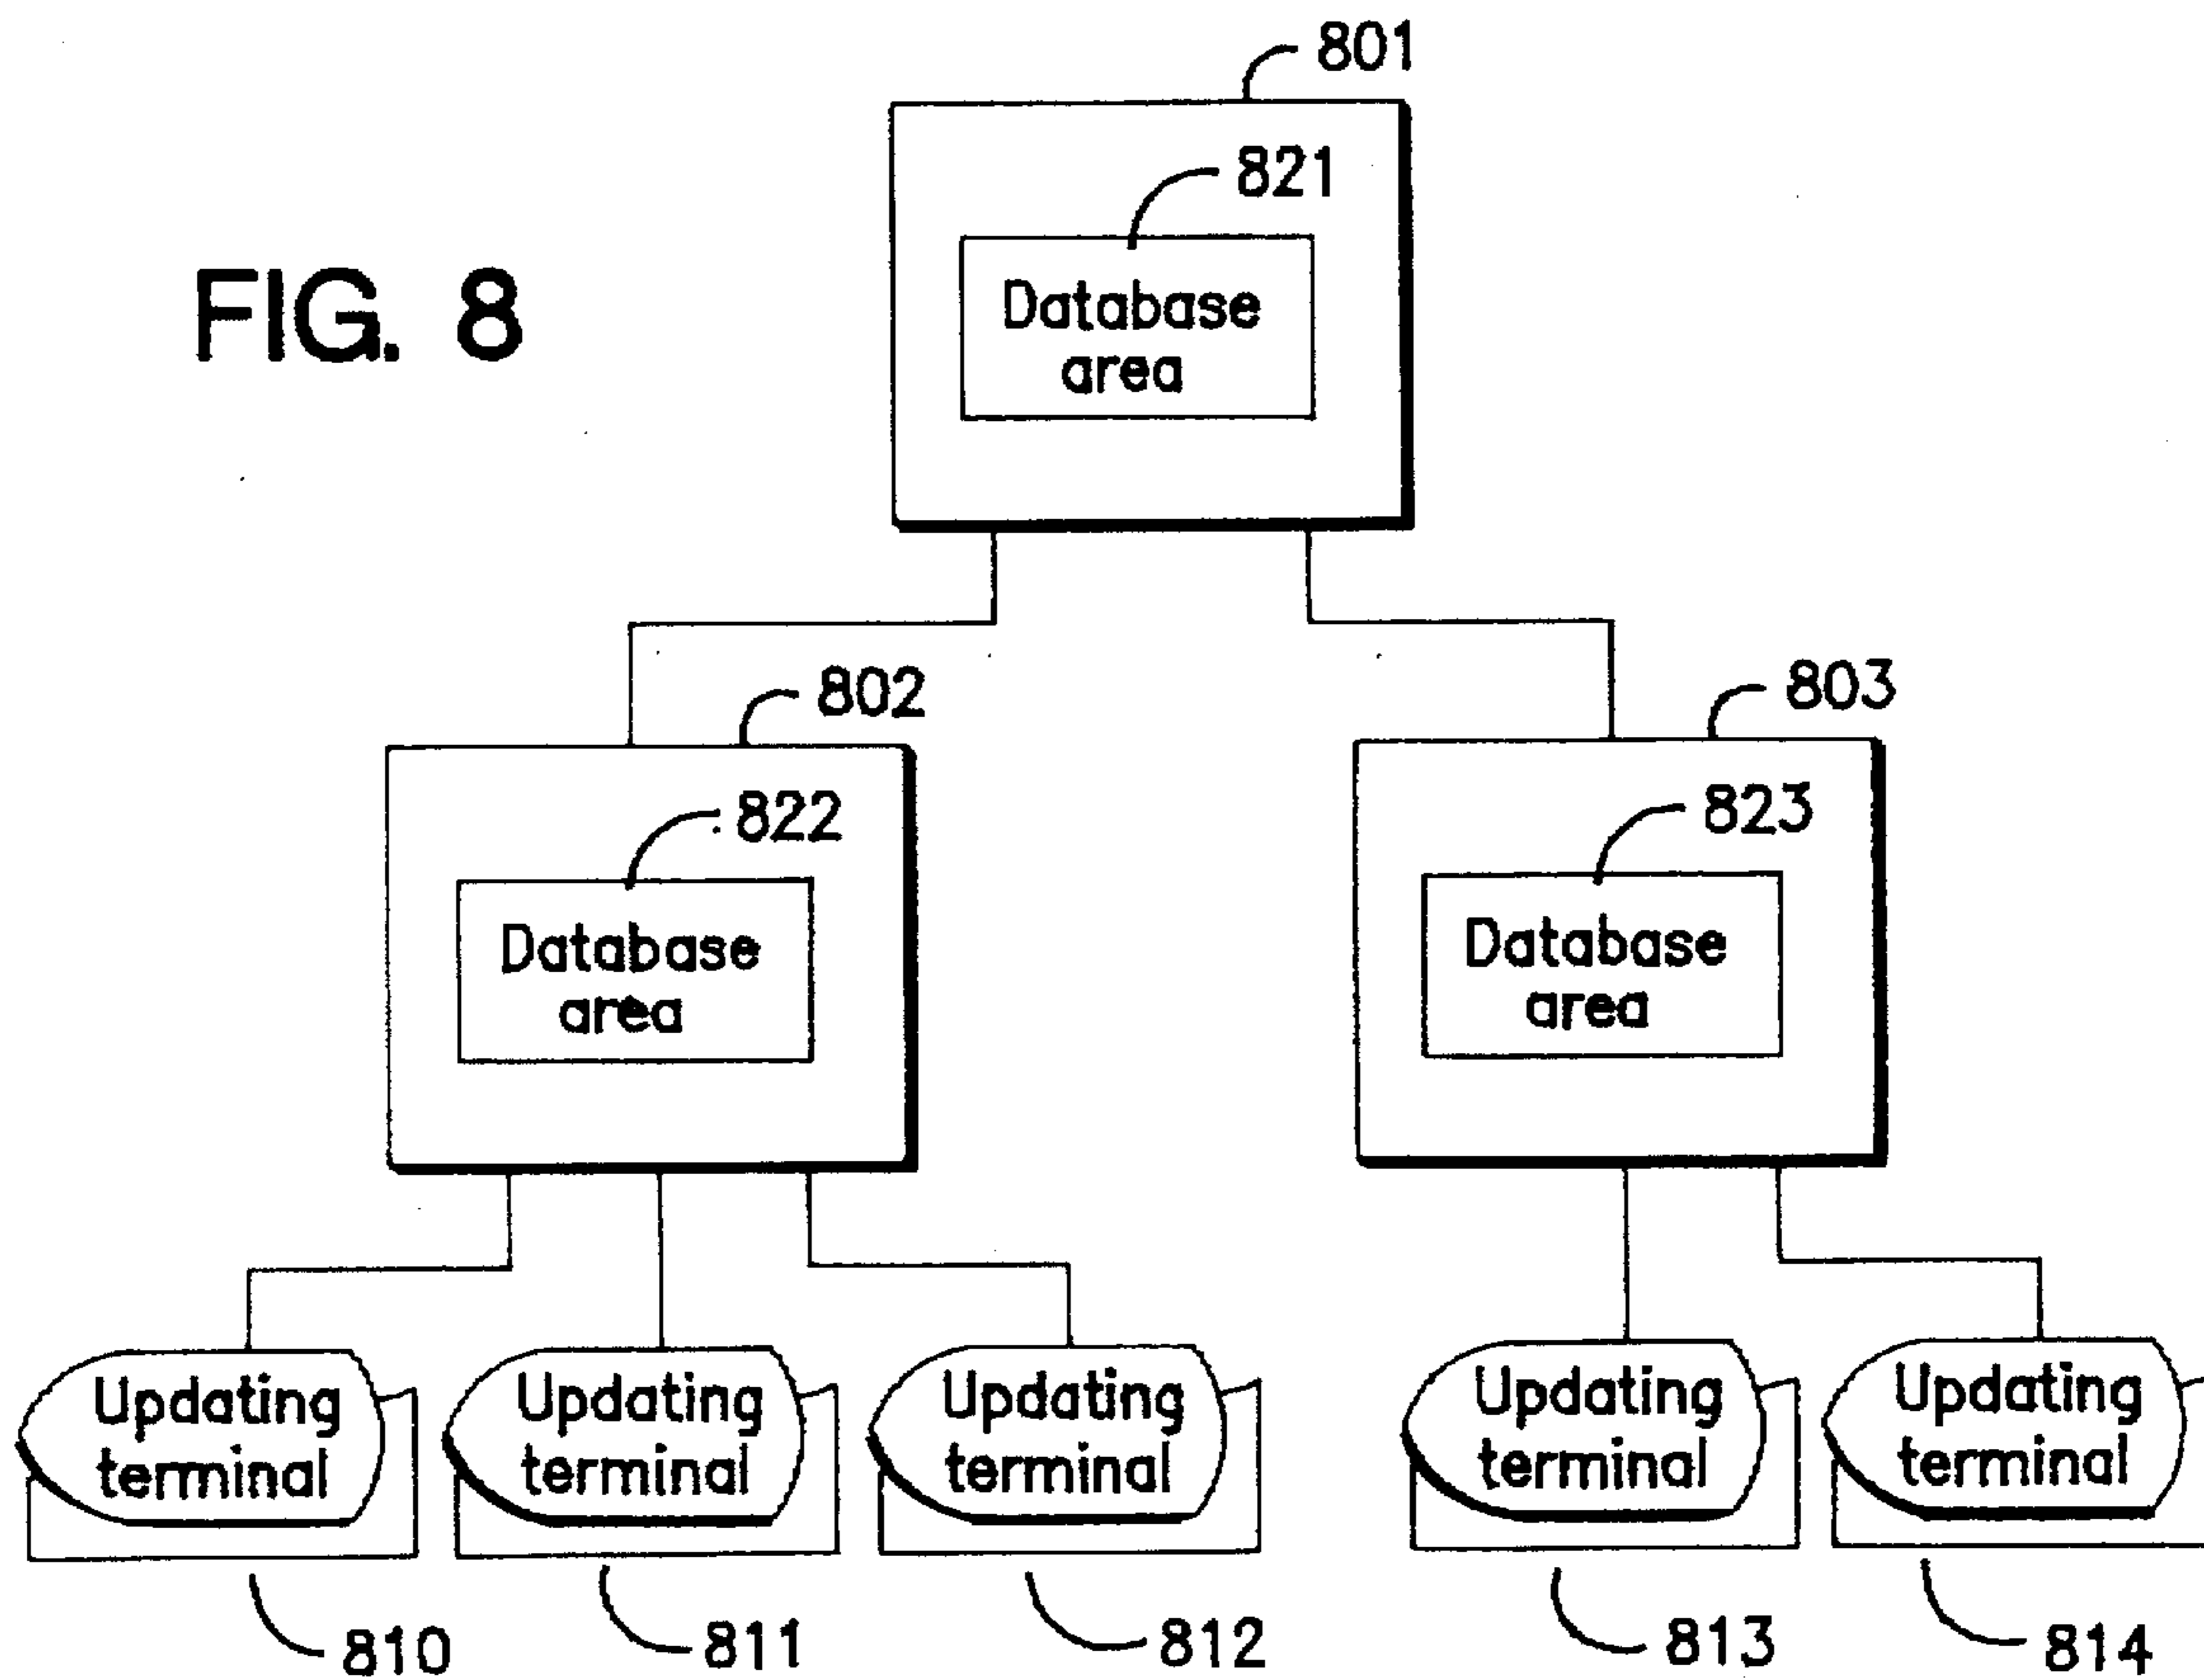 801
821
FIG. 8
Database
area
802
803
822
823
Database
area
Database
area
Updating
terminal
Updating
terminal
Updating
terminal
Updating
terminal
Updating
terminal
810
811
812
813
814